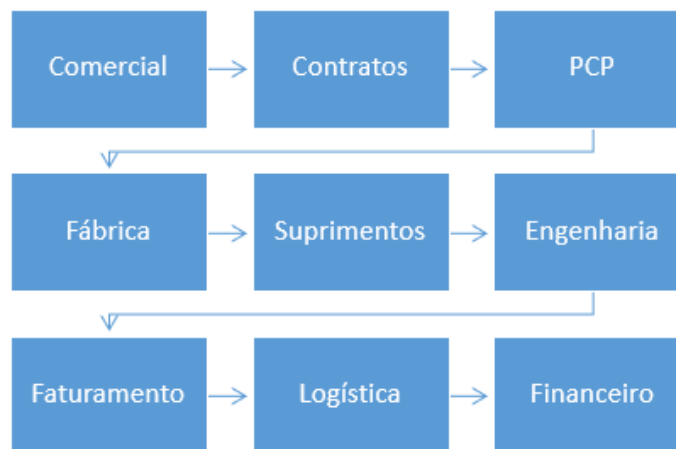 Comercial
Contratos
PCP
Fábrica
Suprimentos
Engenharia
Faturamento
Logística
Financeiro